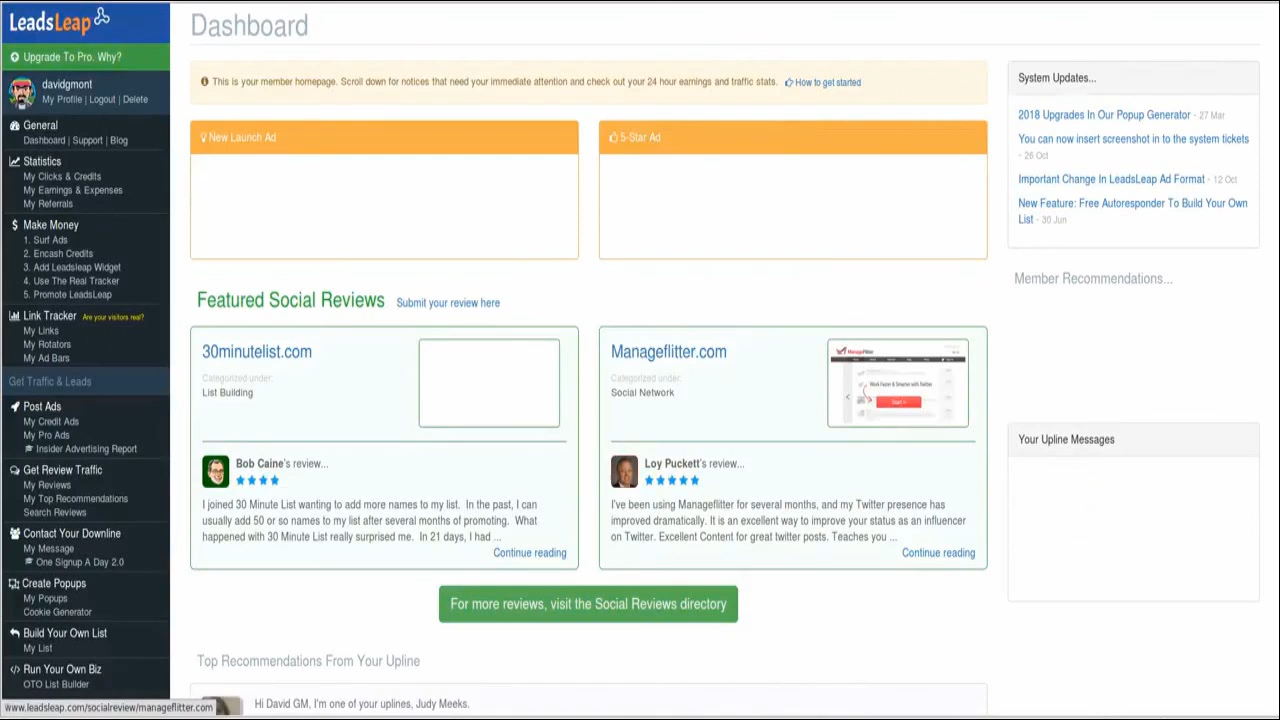 LeadsLeap
Upgrade To Pro. Why?
davidgmont
My Profile | Logout | Delete
General
Dashboard | Support | Blog
Statistics
My Clicks & Credits
My Earnings & Expenses
My Referrals
Make Money
1. Surf Ads
2. Encash Credits
3. Add Leadsleap Widget
4. Use The Real Tracker
5. Promote LeadsLeap
Link Tracker Are your visitors real?
My Links
My Rotators
My Ad Bars
Get Traffic & Leads
Post Ads
My Credit Ads
My Pro Ads
Insider Advertising Report
Get Review Traffic
My Reviews
My Top Recommendations
Search Reviews
Contact Your Downline
My Message
One Signup A Day 2.0
Create Popups
My Popups
Cookie Generator
Build Your Own List
My List
Run Your Own Biz
OTO List Builder
www.leadsleap.com/socialreview/manageflitter.com
Dashboard
This is your member homepage. Scroll down for notices that need your immediate attention and check out your 24 hour earnings and traffic stats. How to get started
New Launch Ad
5-Star Ad
Featured Social Reviews Submit your review here
30minutelist.com
Categorized under:
List Building
Bob Caine's review...
I joined 30 Minute List wanting to add more names to my list. In the past, I can
usually add 50 or so names to my list after several months of promoting. What
happened with 30 Minute List really surprised me. In 21 days, I had ...
Continue reading
Manageflitter.com
Categorized under:
Social Network
ManageFlitter
Work Faster & Smarter with Twitter
Start
Loy Puckett's review...
I've been using Manageflitter for several months, and my Twitter presence has
improved dramatically. It is an excellent way to improve your status as an influencer
on Twitter. Excellent Content for great twitter posts. Teaches you ...
Continue reading
For more reviews, visit the Social Reviews directory
Top Recommendations From Your Upline
Hi David GM, I'm one of your uplines, Judy Meeks.
System Updates...
2018 Upgrades In Our Popup Generator - 27 Mar
You can now insert screenshot in to the system tickets
- 26 Oct
Important Change In LeadsLeap Ad Format - 12 Oct
New Feature: Free Autoresponder To Build Your Own
List - 30 Jun
Member Recommendations...
Your Upline Messages